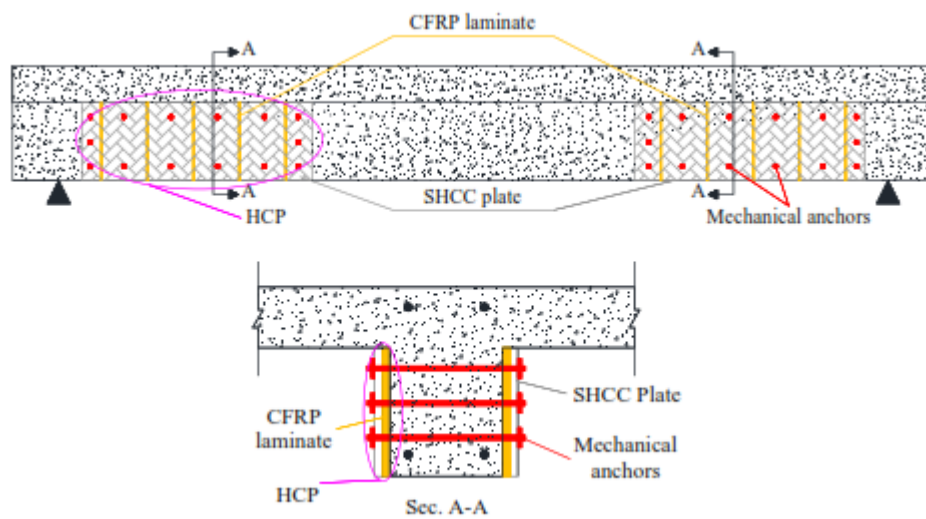 CFRP laminate
A
A
A
A
HCP
SHCC plate
Mechanical anchors
SHCC Plate
CFRP
laminate
Mechanical
anchors
HCP
Sec. A-A